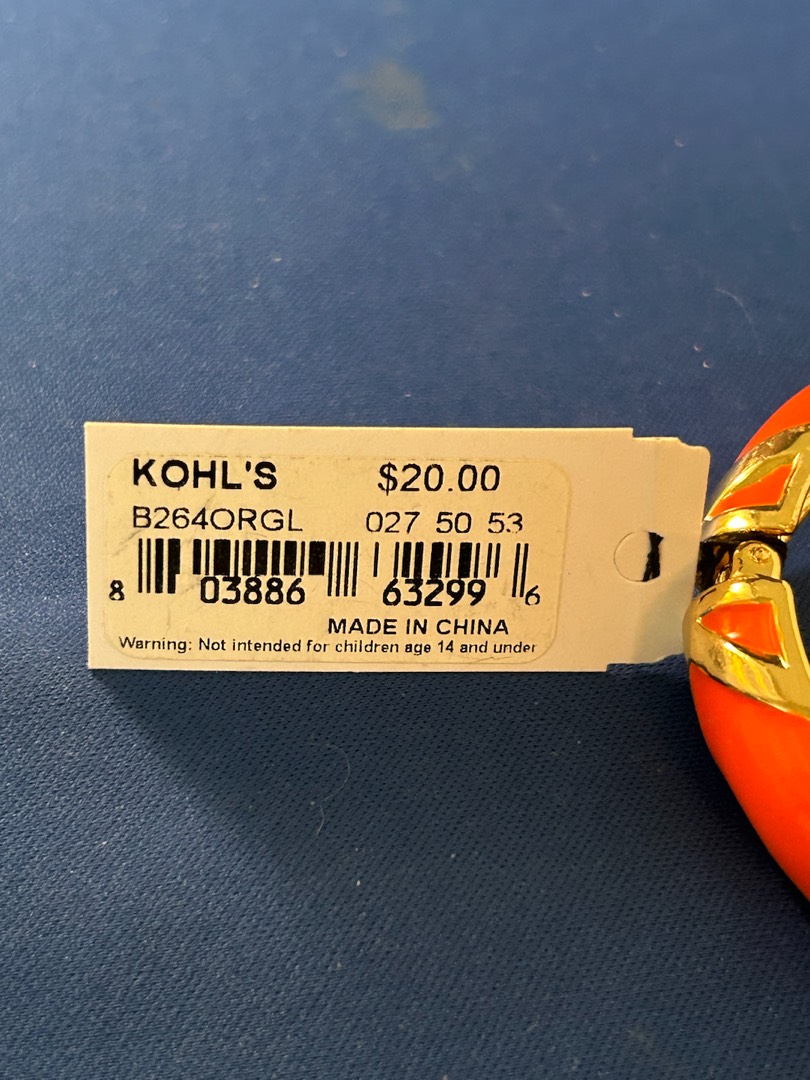 KOHL'S $20.00
B264ORGL 027 50 53
8 03886 63299 6
MADE IN CHINA
Warning: Not intended for children age 14 and under